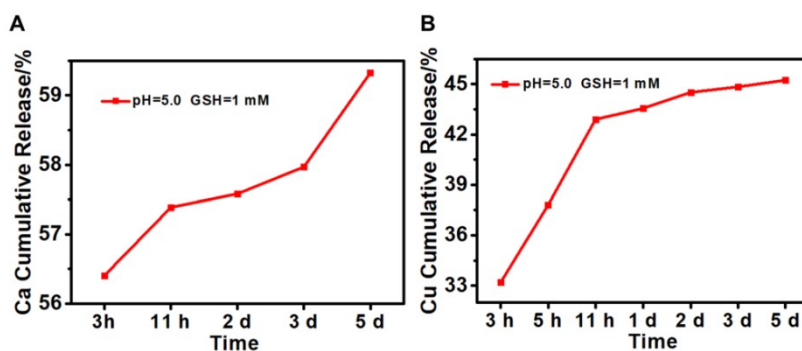 A
Ca Cumulative Release/%
59
58
57
56
pH=5.0 GSH=1 mM
3h 11 h 2 d 3 d 5 d
Time
B
Cu Cumulative Release/%
45
42
39
36
33
pH=5.0 GSH=1 mM
3 h 5 h 11 h 1 d 2 d 3 d 5 d
Time